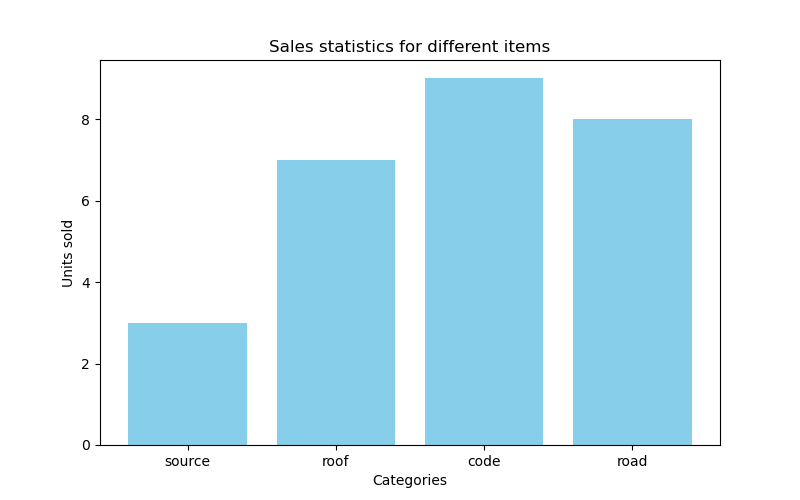 Sales statistics for different items
Units sold
8
6
4
2
0
source roof code road
Categories